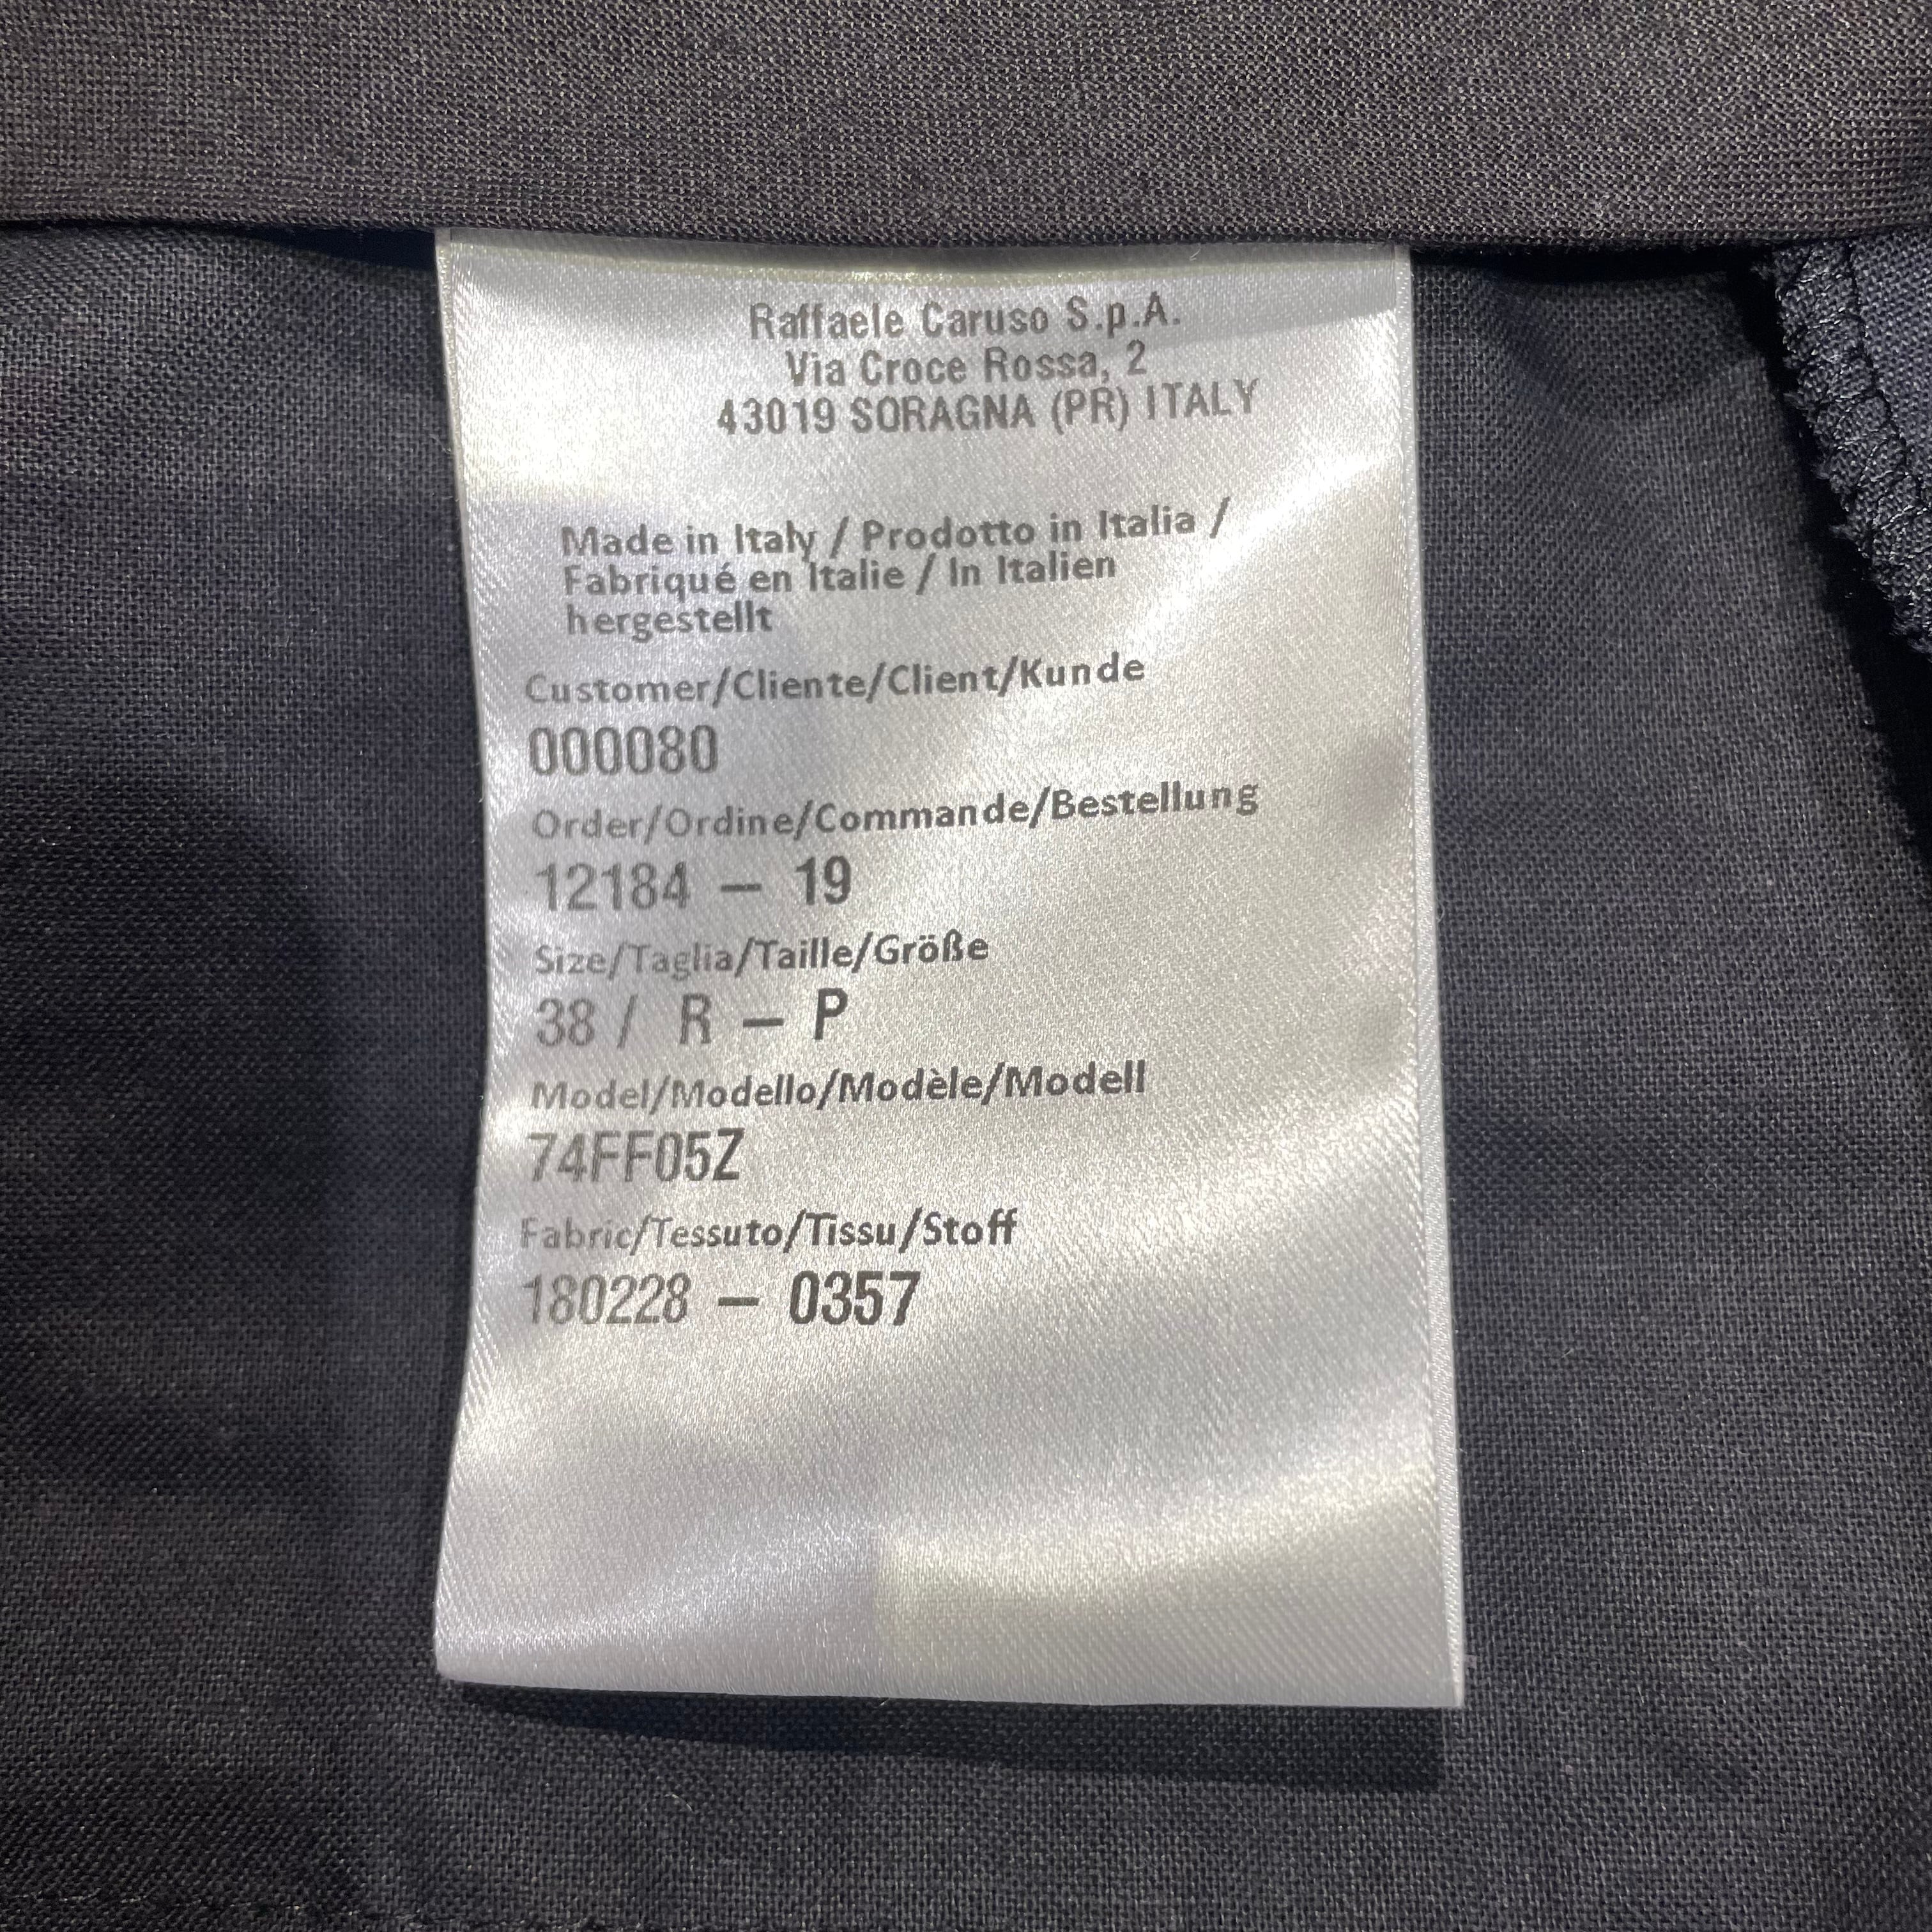 Raffaele Caruso S.p.A.
Via Croce Rossa, 2
43019 SORAGNA (PR) ITALY
Made in Italy / Prodotto in Italia /
Fabriqué en Italie / In Italien
hergestellt
Customer/Cliente/Client/Kunde
000080
Order/Ordine/Commande/Bestellung
12184 – 19
Size/Taglia/Taille/Größe
38 / R – P
Model/Modello/Modèle/Modell
74FF05Z
Fabric/Tessuto/Tissu/Stoff
180228 – 0357